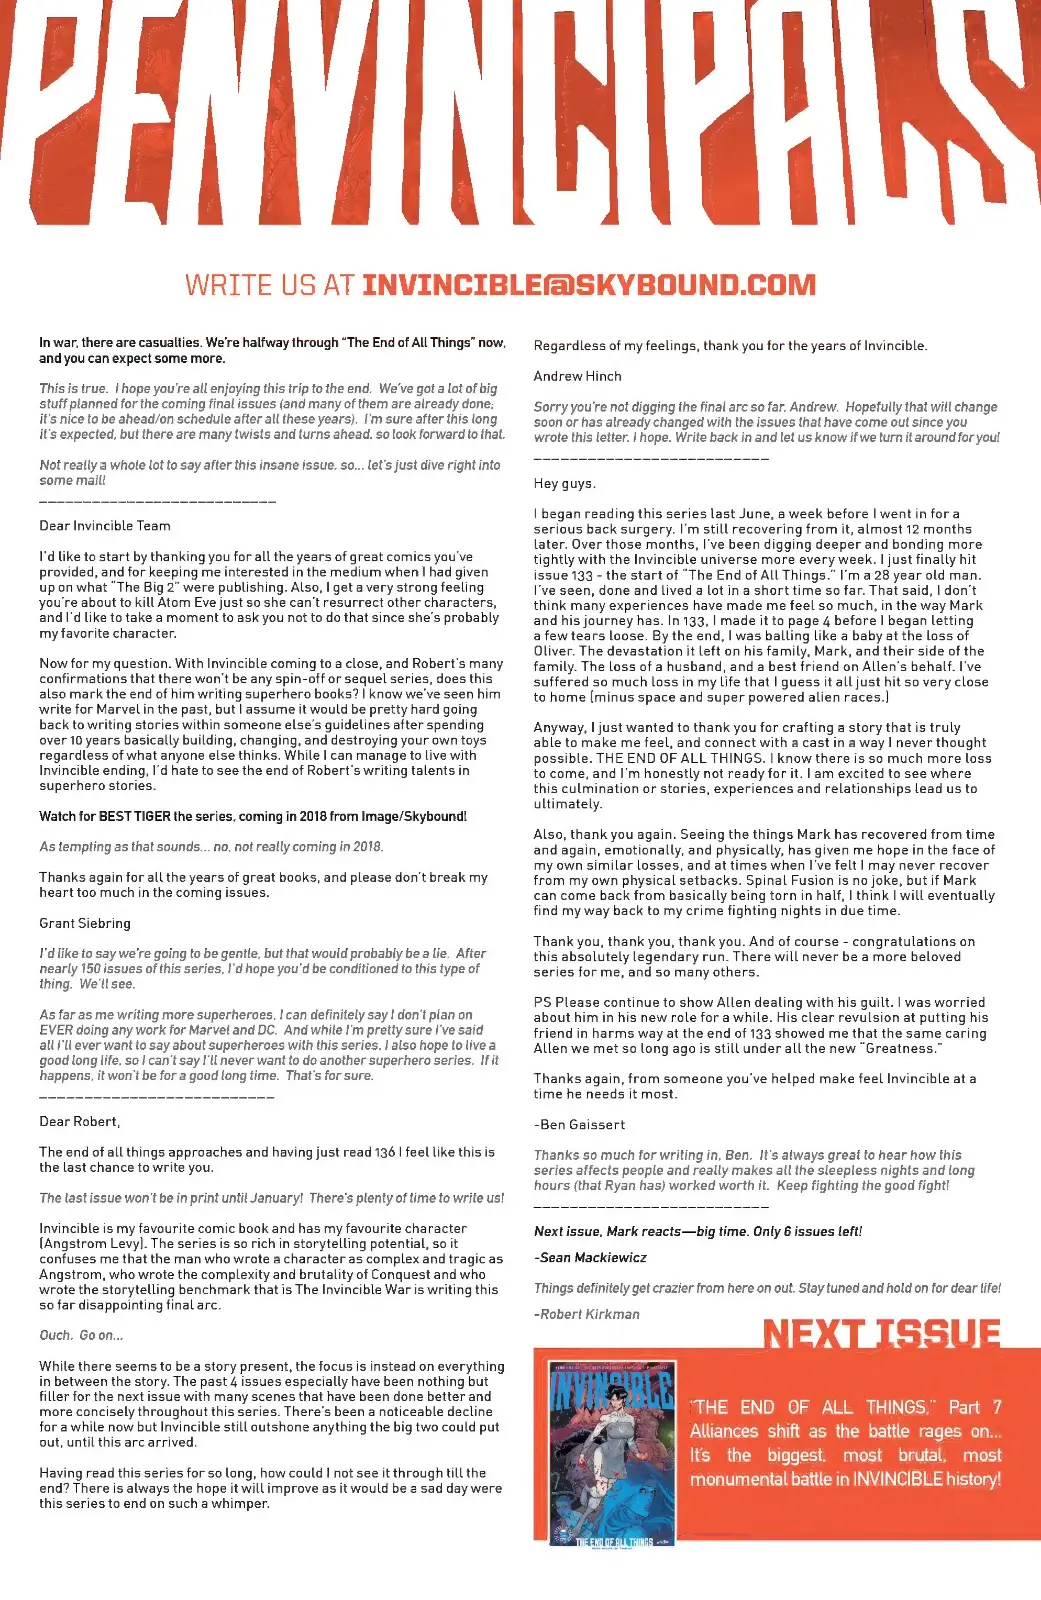 PENVINCIPALS
WRITE US AT INVINCIBLE@SKYBOUND.COM
In war, there are casualties. We're halfway through "The End of All Things" now,
and you can expect some more.
This is true. I hope you're all enjoying this trip to the end. We've got a lot of big
stuff planned for the coming final issues (and many of them are already done;
it's nice to be ahead/on schedule after all these years). I'm sure after this long
it's expected, but there are many twists and turns ahead, so look forward to that.
Not really a whole lot to say after this insane issue, so... let's just dive right into
some mail!
___________________________
Dear Invincible Team
I'd like to start by thanking you for all the years of great comics you've
provided, and for keeping me interested in the medium when I had given
up on what "The Big 2" were publishing. Also, I get a very strong feeling
you're about to kill Atom Eve just so she can't resurrect other characters,
and I'd like to take a moment to ask you not to do that since she's probably
my favorite character.
Now for my question. With Invincible coming to a close, and Robert's many
confirmations that there won't be any spin-off or sequel series, does this
also mark the end of him writing superhero books? I know we've seen him
write for Marvel in the past, but I assume it would be pretty hard going
back to writing stories within someone else's guidelines after spending
over 10 years basically building, changing, and destroying your own toys
regardless of what anyone else thinks. While I can manage to live with
Invincible ending, I'd hate to see the end of Robert's writing talents in
superhero stories.
Watch for BEST TIGER the series, coming in 2018 from Image/Skybound!
As tempting as that sounds... no, not really coming in 2018.
Thanks again for all the years of great books, and please don't break my
heart too much in the coming issues.
Grant Siebring
I'd like to say we're going to be gentle, but that would probably be a lie. After
nearly 150 issues of this series, I'd hope you'd be conditioned to this type of
thing. We'll see.
As far as me writing more superheroes, I can definitely say I don't plan on
EVER doing any work for Marvel and DC. And while I'm pretty sure I've said
all I'll ever want to say about superheroes with this series, I also hope to live a
good long life, so I can't say I'll never want to do another superhero series. If it
happens, it won't be for a good long time. That's for sure.
___________________________
Dear Robert,
The end of all things approaches and having just read 136 I feel like this is
the last chance to write you.
The last issue won't be in print until January! There's plenty of time to write us!
Invincible is my favourite comic book and has my favourite character
(Angstrom Levy). The series is so rich in storytelling potential, so it
confuses me that the man who wrote a character as complex and tragic as
Angstrom, who wrote the complexity and brutality of Conquest and who
wrote the storytelling benchmark that is The Invincible War is writing this
so far disappointing final arc.
Ouch. Go on...
While there seems to be a story present, the focus is instead on everything
in between the story. The past 4 issues especially have been nothing but
filler for the next issue with many scenes that have been done better and
more concisely throughout this series. There's been a noticeable decline
for a while now but Invincible still outshone anything the big two could put
out, until this arc arrived.
Having read this series for so long, how could I not see it through till the
end? There is always the hope it will improve as it would be a sad day were
this series to end on such a whimper.
Regardless of my feelings, thank you for the years of Invincible.
Andrew Hinch
Sorry you're not digging the final arc so far, Andrew. Hopefully that will change
soon or has already changed with the issues that have come out since you
wrote this letter. I hope. Write back in and let us know if we turn it around for you!
___________________________
Hey guys.
I began reading this series last June, a week before I went in for a
serious back surgery. I'm still recovering from it, almost 12 months
later. Over those months, I've been digging deeper and bonding more
tightly with the Invincible universe more every week. I just finally hit
issue 133 - the start of "The End of All Things." I'm a 28 year old man.
I've seen, done and lived a lot in a short time so far. That said, I don't
think many experiences have made me feel so much, in the way Mark
and his journey has. In 133, I made it to page 4 before I began letting
a few tears loose. By the end, I was balling like a baby at the loss of
Oliver. The devastation it left on his family, Mark, and their side of the
family. The loss of a husband, and a best friend on Allen's behalf. I've
suffered so much loss in my life that I guess it all just hit so very close
to home (minus space and super powered alien races.)
Anyway, I just wanted to thank you for crafting a story that is truly
able to make me feel, and connect with a cast in a way I never thought
possible. THE END OF ALL THINGS. I know there is so much more loss
to come, and I'm honestly not ready for it. I am excited to see where
this culmination or stories, experiences and relationships lead us to
ultimately.
Also, thank you again. Seeing the things Mark has recovered from time
and again, emotionally, and physically, has given me hope in the face of
my own similar losses, and at times when I've felt I may never recover
from my own physical setbacks. Spinal Fusion is no joke, but if Mark
can come back from basically being torn in half, I think I will eventually
find my way back to my crime fighting nights in due time.
Thank you, thank you, thank you. And of course - congratulations on
this absolutely legendary run. There will never be a more beloved
series for me, and so many others.
PS Please continue to show Allen dealing with his guilt. I was worried
about him in his new role for a while. His clear revulsion at putting his
friend in harms way at the end of 133 showed me that the same caring
Allen we met so long ago is still under all the new "Greatness."
Thanks again, from someone you've helped make feel Invincible at a
time he needs it most.
-Ben Gaissert
Thanks so much for writing in, Ben. It's always great to hear how this
series affects people and really makes all the sleepless nights and long
hours (that Ryan has) worked worth it. Keep fighting the good fight!
___________________________
Next issue, Mark reacts—big time. Only 6 issues left!
-Sean Mackiewicz
Things definitely get crazier from here on out. Stay tuned and hold on for dear life!
-Robert Kirkman
NEXT ISSUE
INVINCIBLE
THE END OF ALL THINGS
"THE END OF ALL THINGS," Part 7
Alliances shift as the battle rages on...
It's the biggest, most brutal, most
monumental battle in INVINCIBLE history!